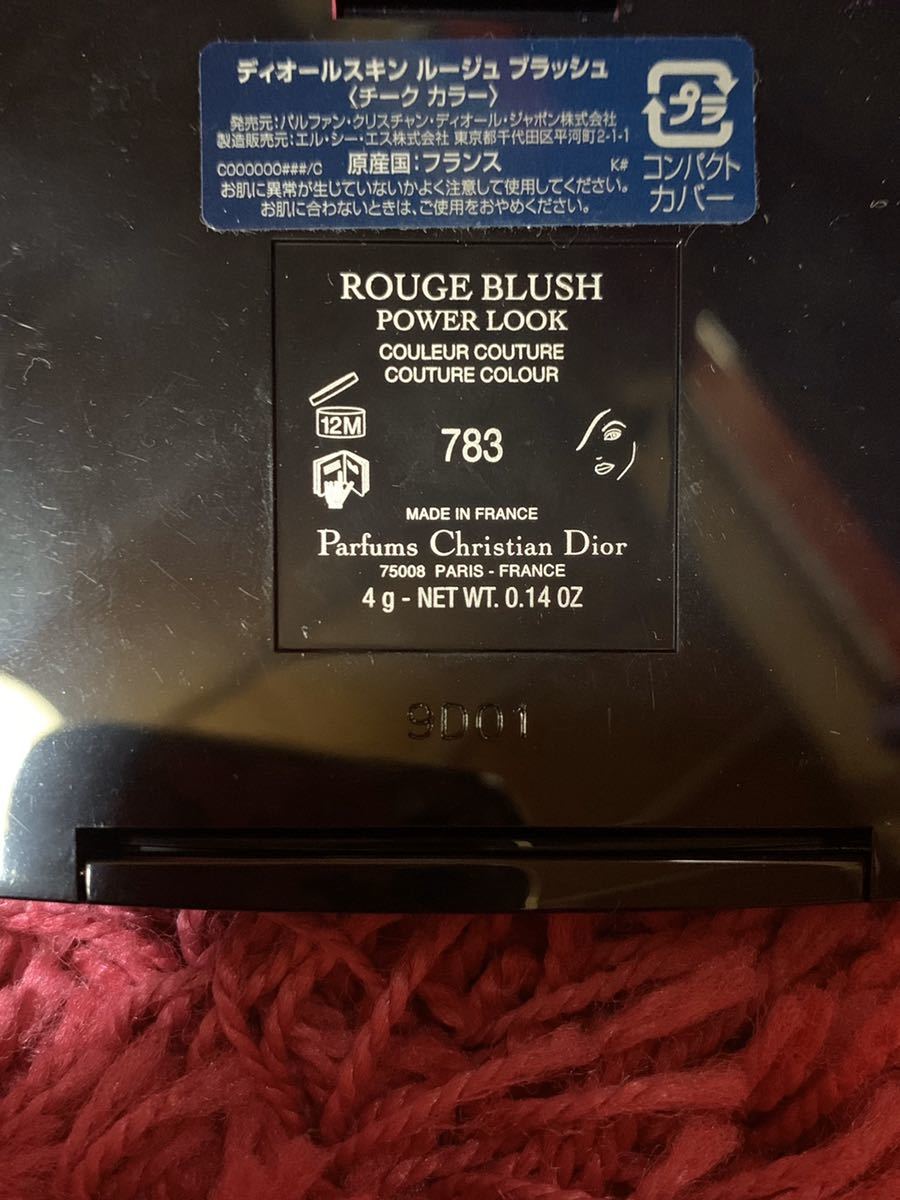 ディオールスキン ルージュ ブラッシュ
〈チーク カラー〉
発売元:パルファン・クリスチャン・ディオール・ジャポン株式会社
製造販売元:エル・シー・エス株式会社 東京都千代田区平河町2-1-1
C000000###/C 原産国:フランス K#
お肌に異常が生じていないかよく注意して使用してください。
お肌に合わないときは、ご使用をおやめください。
プラ
コンパクト
カバー
ROUGE BLUSH
POWER LOOK
COULEUR COUTURE
COUTURE COLOUR
12M
783
MADE IN FRANCE
Parfums Christian Dior
75008 PARIS - FRANCE
4 g - NET WT. 0.14 OZ
9D01